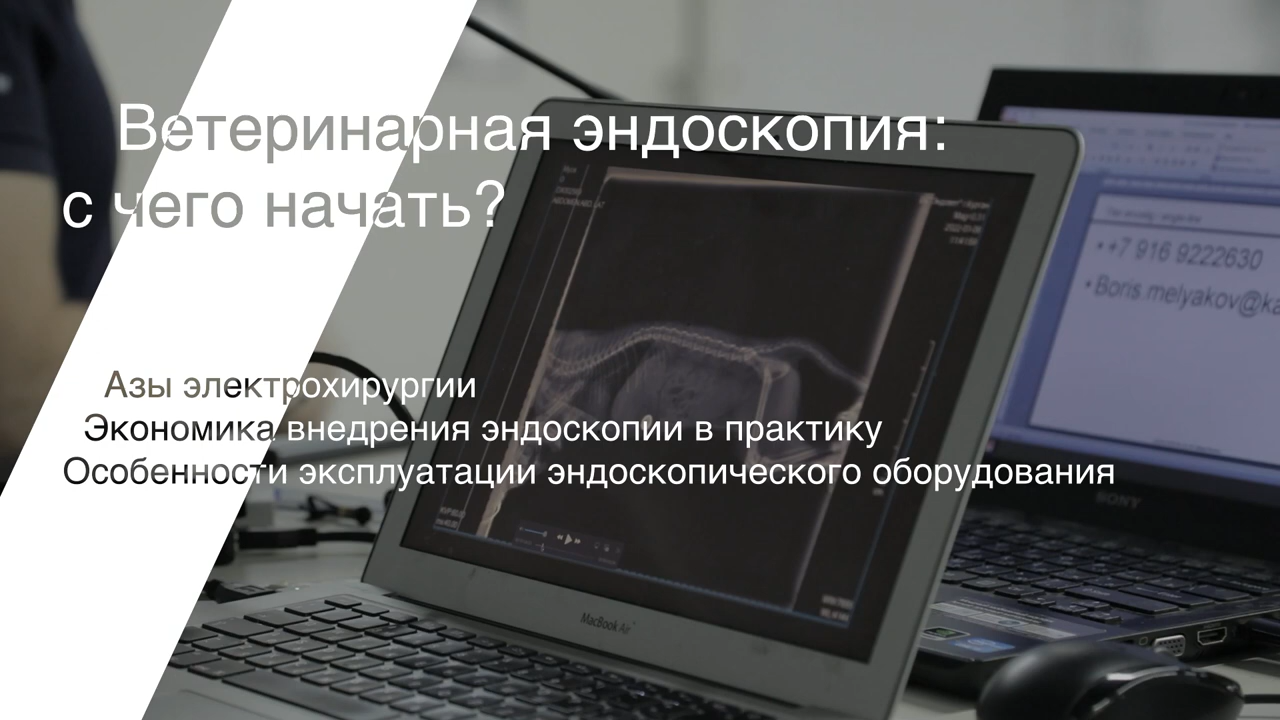 Ветеринарная эндоскопия:
с чего начать?
Азы электрохирургии
Экономика внедрения эндоскопии в практику
Особенности эксплуатации эндоскопического оборудования
• +7 916 9222630
• Boris.melyakov@ka
SONY
MacBook Air